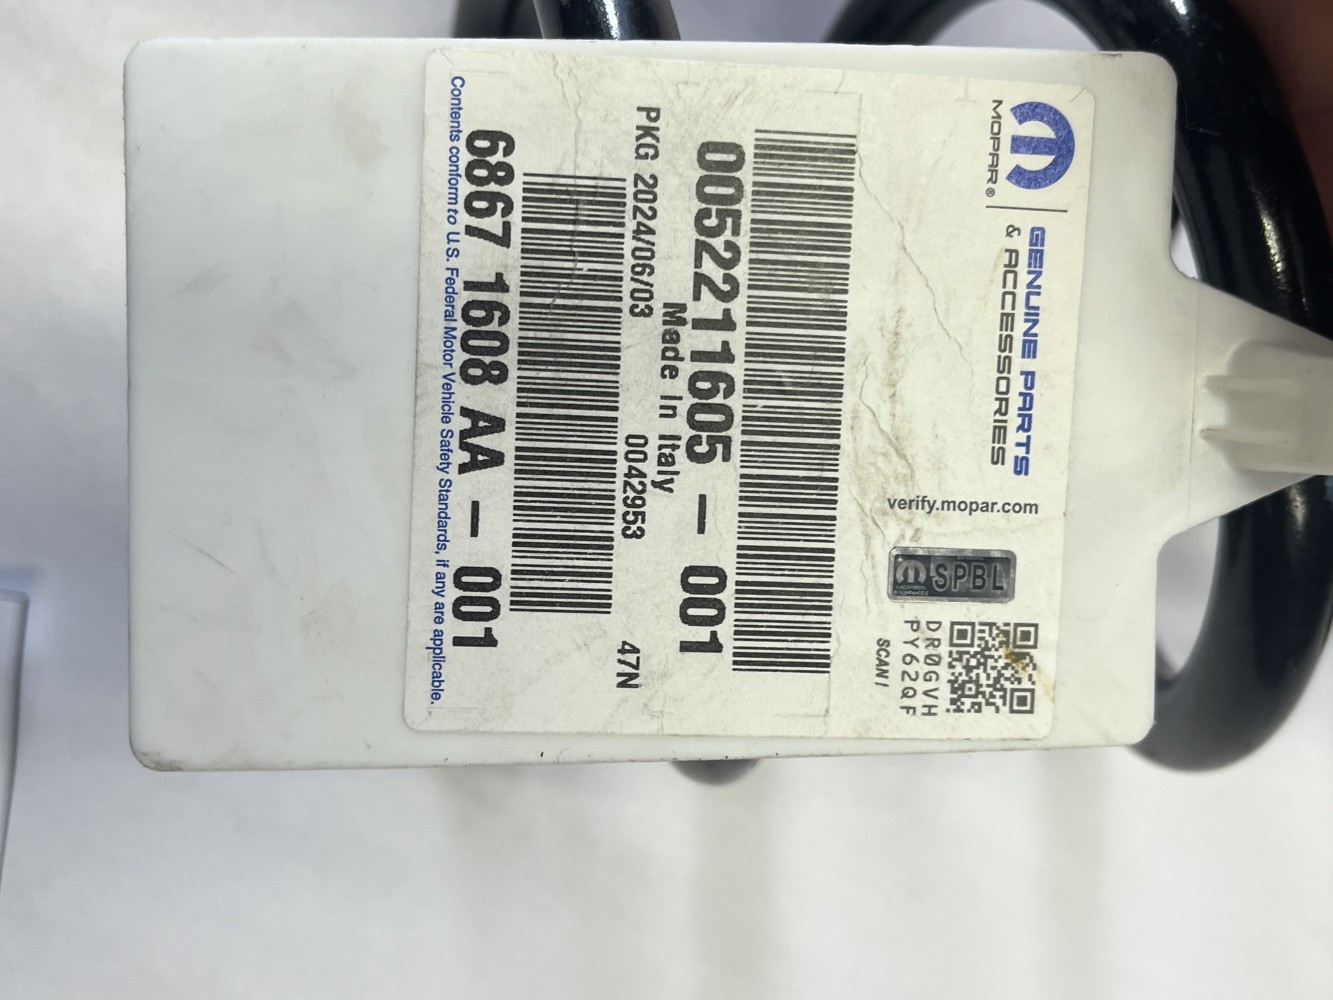 MOPAR®
GENUINE PARTS
& ACCESSORIES
verify.mopar.com
SPBL
DR0GVH
PY62QF
SCAN!
0052211605 - 001
Made in Italy
PKG 2024/06/03 0042953 47N
6867 1608 AA - 001
Contents conform to U.S. Federal Motor Vehicle Safety Standards, if any are applicable.